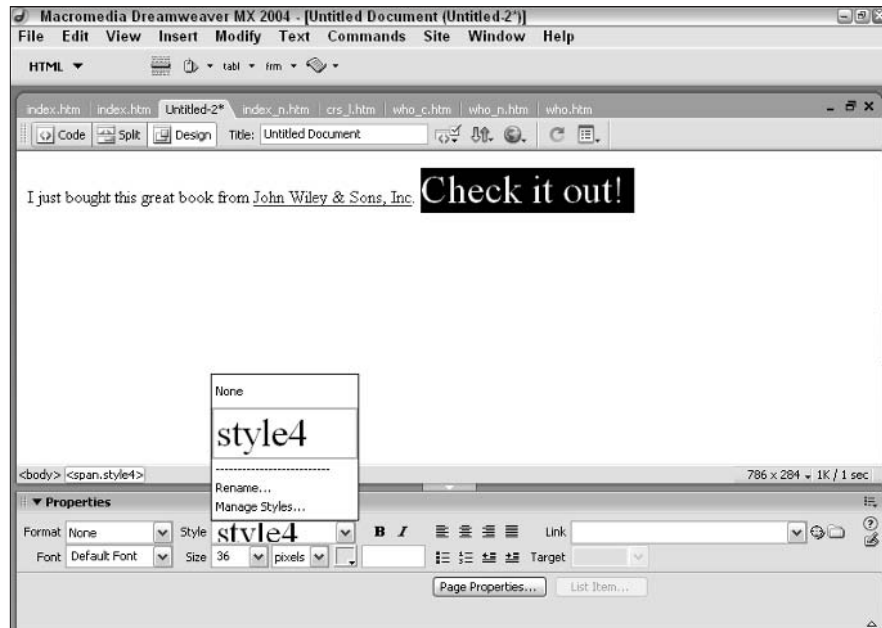 Macromedia Dreamweaver MX 2004 - [Untitled Document (Untitled-2*)]
File Edit View Insert Modify Text Commands Site Window Help
HTML tabl frm
index.htm index.htm Untitled-2* index_n.htm crs_l.htm who_c.htm who_n.htm who.htm
Code Split Design Title: Untitled Document
I just bought this great book from John Wiley & Sons, Inc. Check it out!
None
style4
---------------------------
Rename...
Manage Styles...
<body> <span.style4> 786 x 284 1K / 1 sec
Properties
Format None Style style4 B I Link
Font Default Font Size 36 pixels Target
Page Properties... List Item...